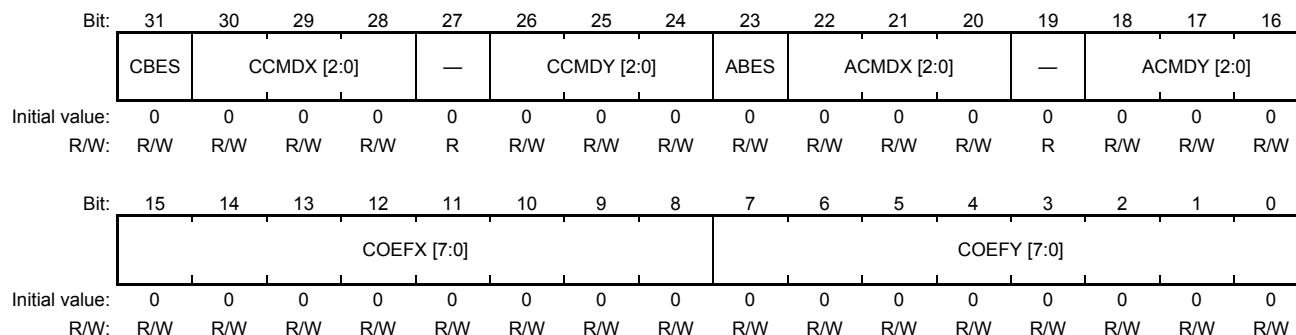 Bit: 31 30 29 28 27 26 25 24 23 22 21 20 19 18 17 16
CBES CCMDX [2:0] — CCMDY [2:0] ABES ACMDX [2:0] — ACMDY [2:0]
Initial value: 0 0 0 0 0 0 0 0 0 0 0 0 0 0 0 0
R/W: R/W R/W R/W R/W R R/W R/W R/W R/W R/W R/W R/W R R/W R/W R/W
Bit: 15 14 13 12 11 10 9 8 7 6 5 4 3 2 1 0
COEFX [7:0] COEFY [7:0]
Initial value: 0 0 0 0 0 0 0 0 0 0 0 0 0 0 0 0
R/W: R/W R/W R/W R/W R/W R/W R/W R/W R/W R/W R/W R/W R/W R/W R/W R/W